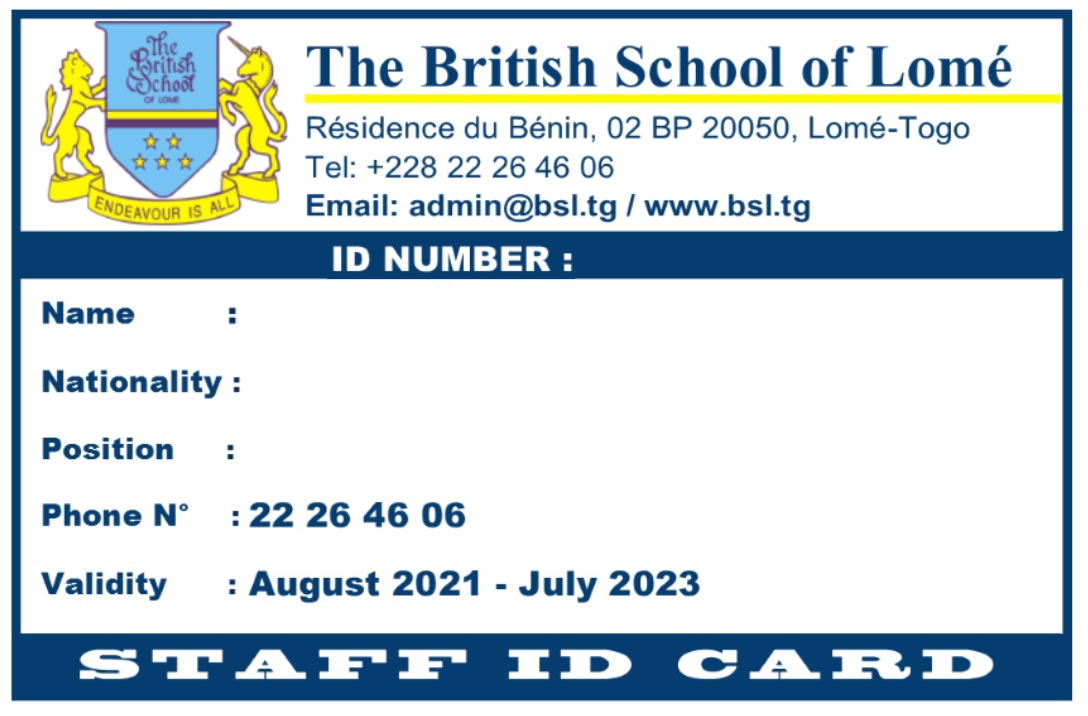 The
British
School
OF LOME
ENDEAVOUR IS ALL
The British School of Lomé
Résidence du Bénin, 02 BP 20050, Lomé-Togo
Tel: +228 22 26 46 06
Email: admin@bsl.tg / www.bsl.tg
ID NUMBER :
Name :
Nationality :
Position :
Phone N° : 22 26 46 06
Validity : August 2021 - July 2023
STAFF ID CARD